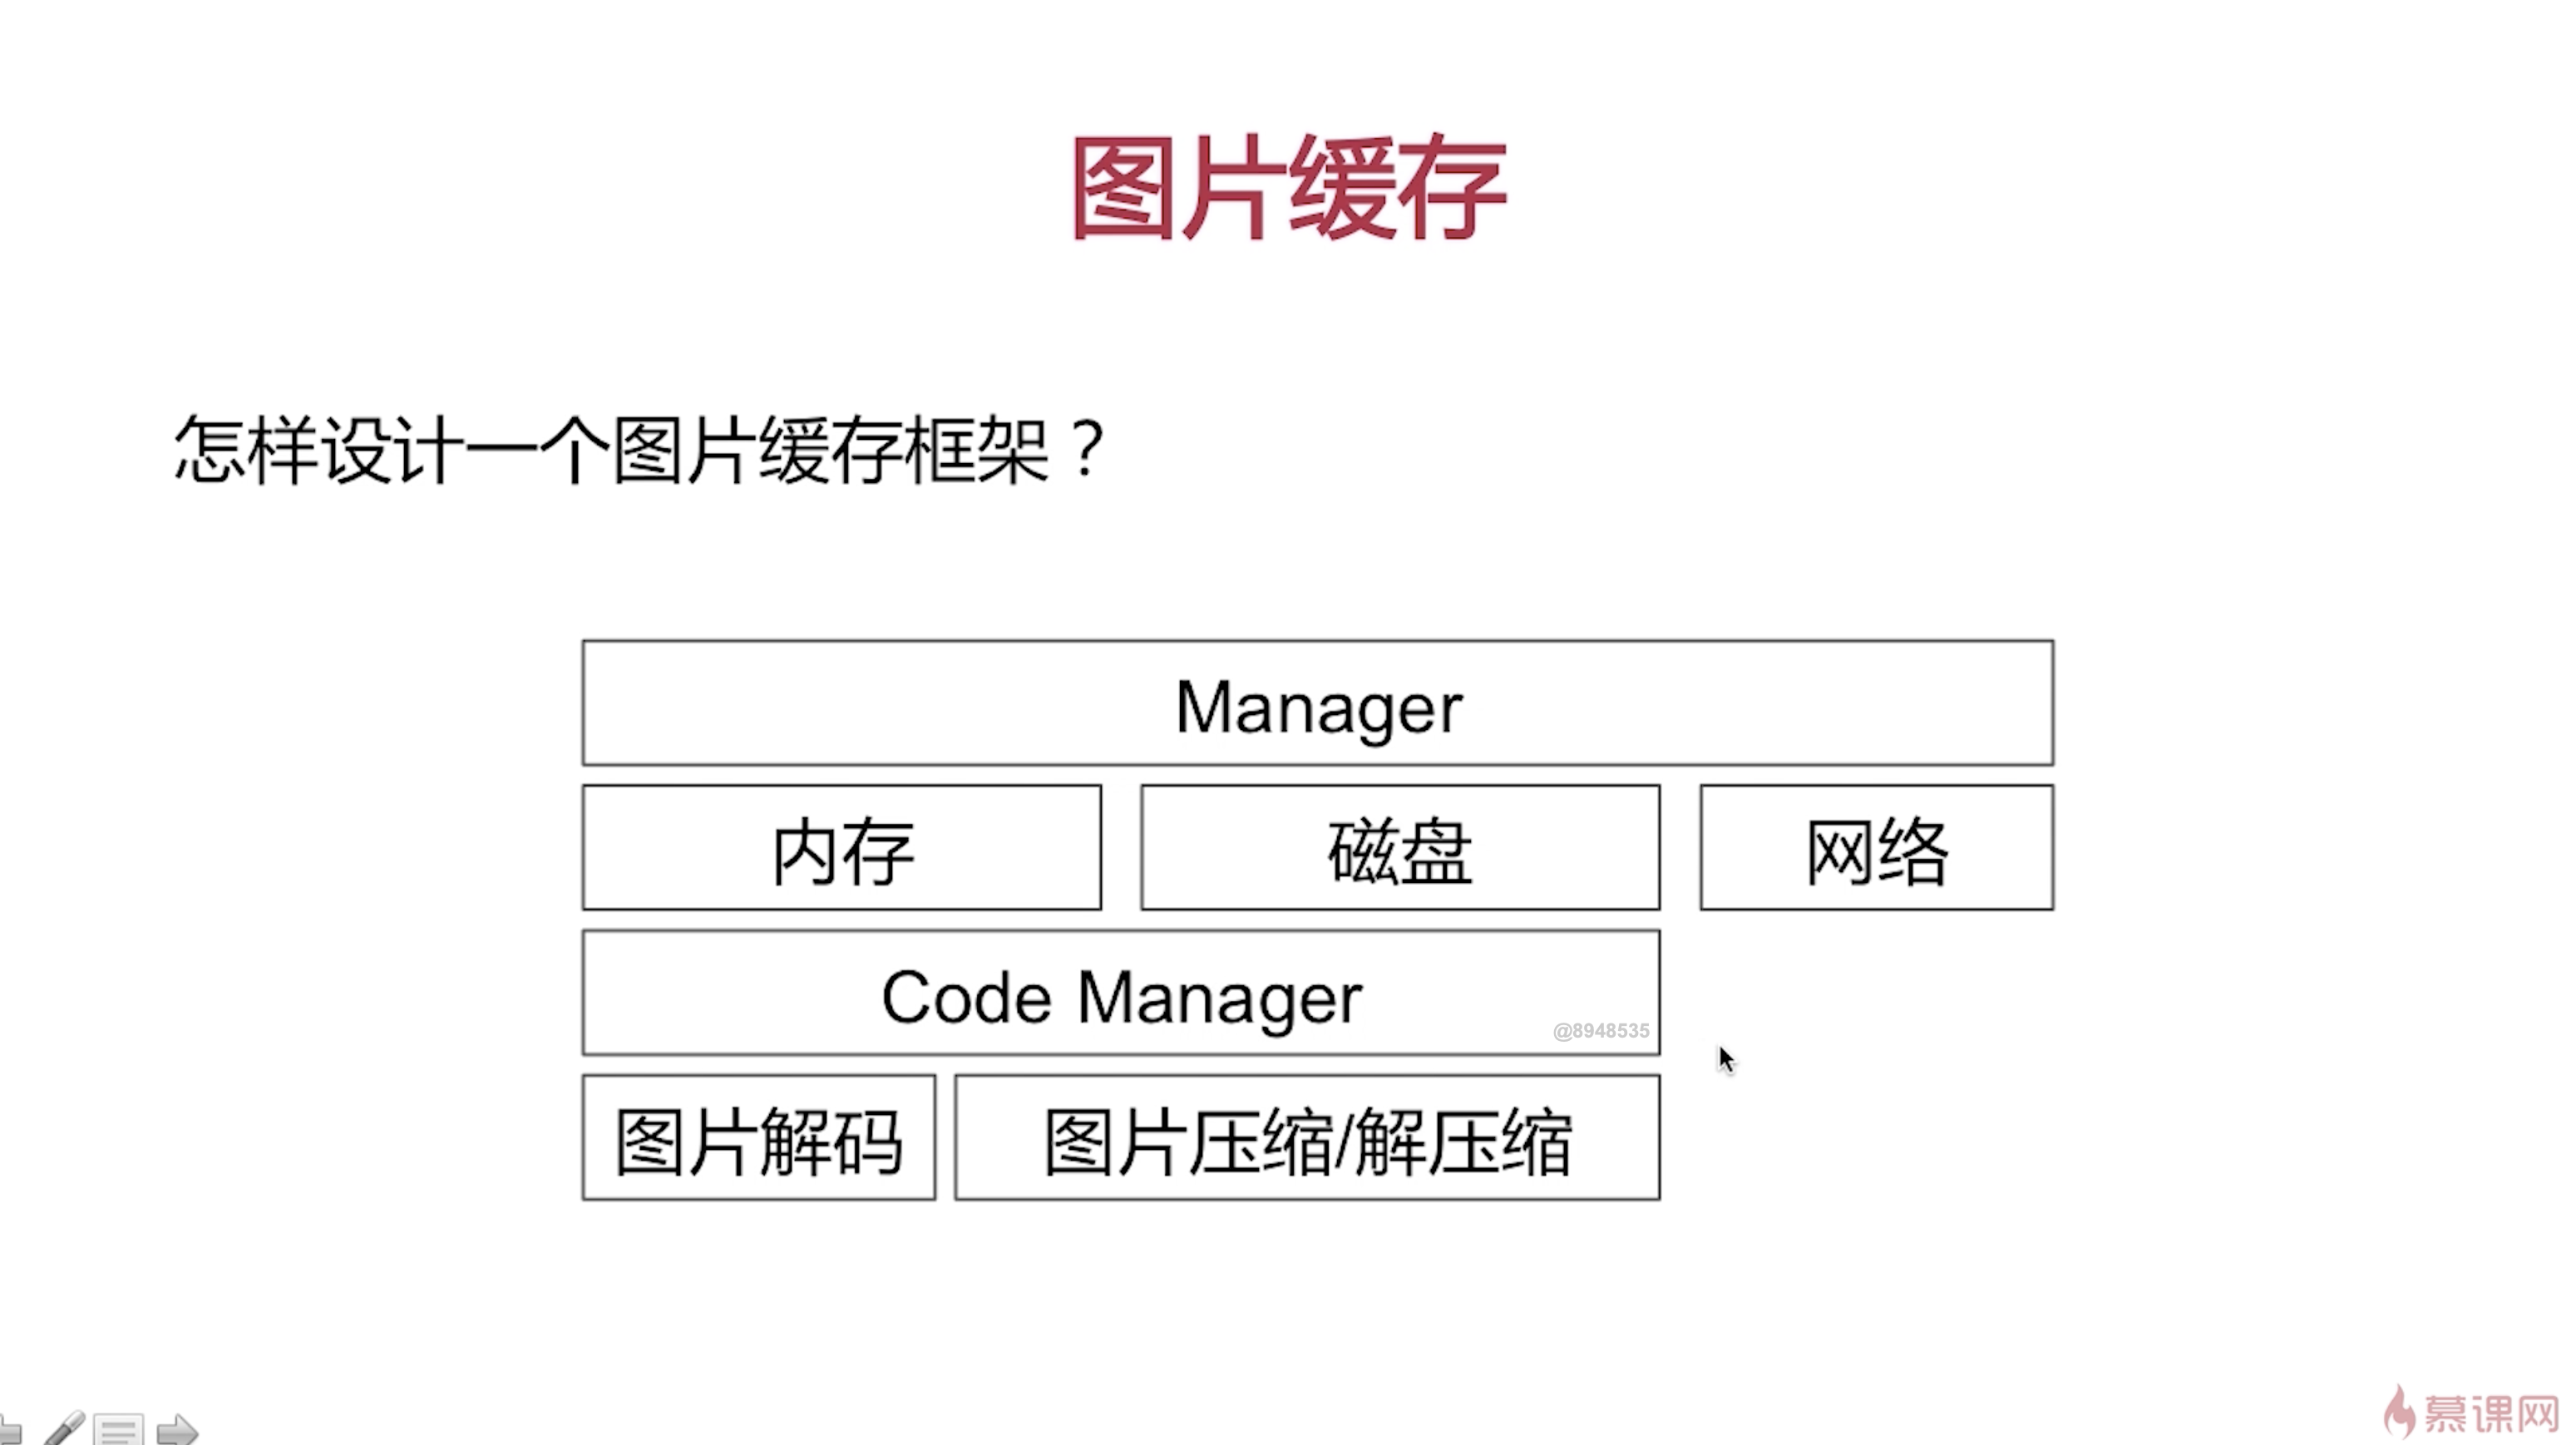 图片缓存
怎样设计一个图片缓存框架？
Manager
内存 磁盘 网络
Code Manager
@8948535
图片解码 图片压缩/解压缩
慕课网